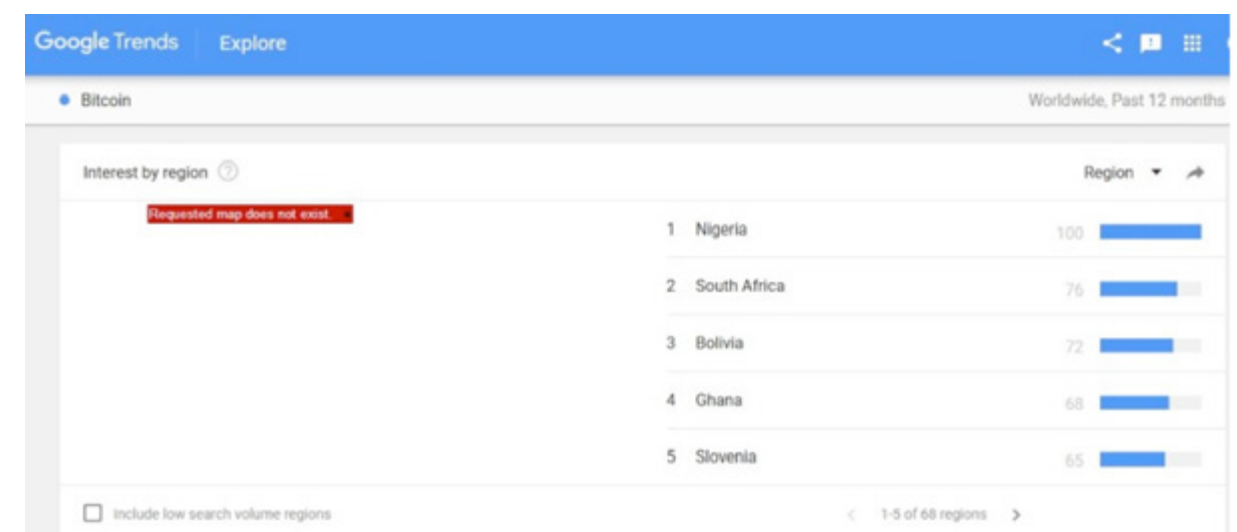 Google Trends Explore
Bitcoin Worldwide, Past 12 months
Interest by region Region
Requested map does not exist.
1 Nigeria 100
2 South Africa 76
3 Bolivia 72
4 Ghana 68
5 Slovenia 65
Include low search volume regions 1-5 of 68 regions